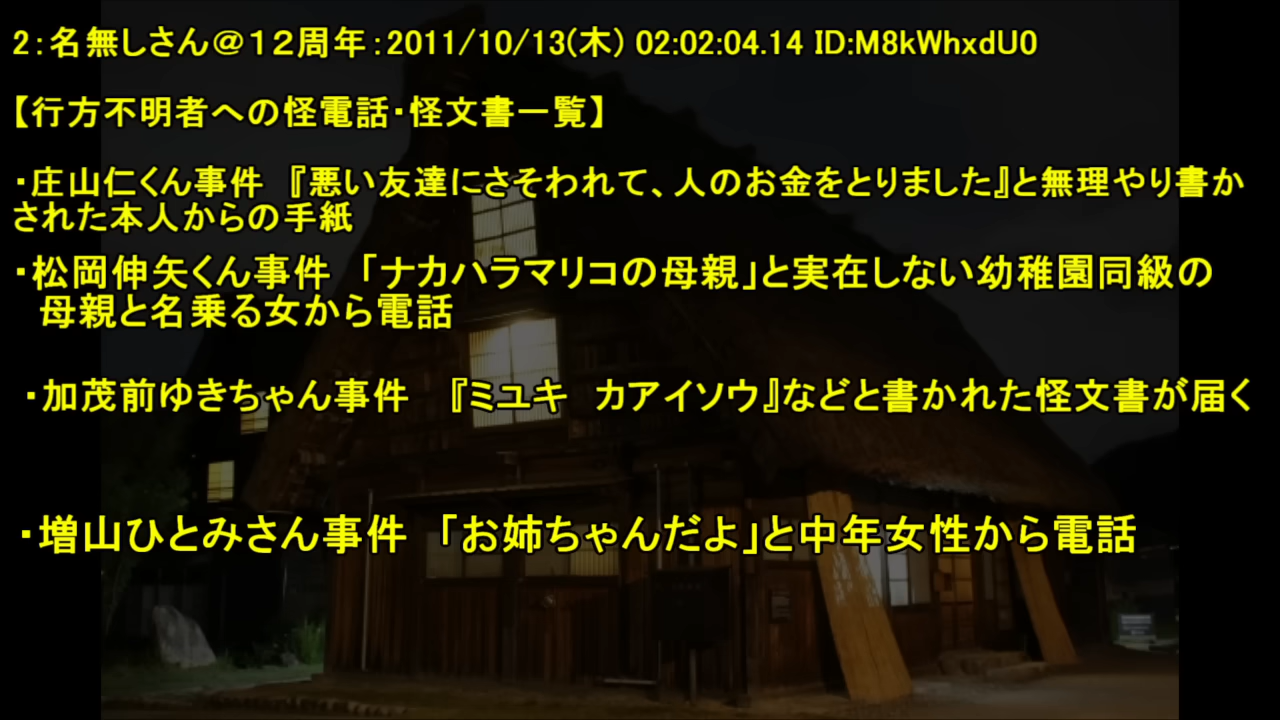 2:名無しさん@12周年:2011/10/13(木) 02:02:04.14 ID:M8kWhxdU0
【行方不明者への怪電話・怪文書一覧】
・庄山仁くん事件　『悪い友達にさそわれて、人のお金をとりました』と無理やり書か
された本人からの手紙
・松岡伸矢くん事件　「ナカハラマリコの母親」と実在しない幼稚園同級の
母親と名乗る女から電話
・加茂前ゆきちゃん事件　『ミユキ　カアイソウ』などと書かれた怪文書が届く
・増山ひとみさん事件　「お姉ちゃんだよ」と中年女性から電話